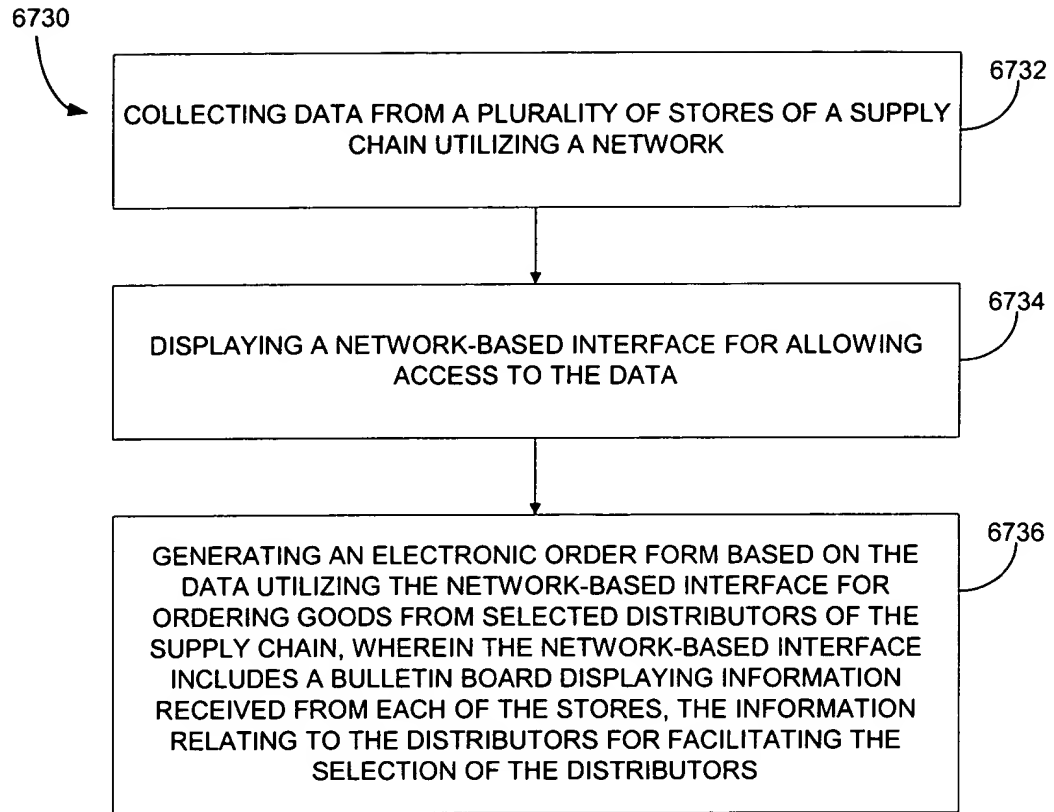 6730
6732
COLLECTING DATA FROM A PLURALITY OF STORES OF A SUPPLY
CHAIN UTILIZING A NETWORK
6734
DISPLAYING A NETWORK-BASED INTERFACE FOR ALLOWING
ACCESS TO THE DATA
6736
GENERATING AN ELECTRONIC ORDER FORM BASED ON THE
DATA UTILIZING THE NETWORK-BASED INTERFACE FOR
ORDERING GOODS FROM SELECTED DISTRIBUTORS OF THE
SUPPLY CHAIN, WHEREIN THE NETWORK-BASED INTERFACE
INCLUDES A BULLETIN BOARD DISPLAYING INFORMATION
RECEIVED FROM EACH OF THE STORES, THE INFORMATION
RELATING TO THE DISTRIBUTORS FOR FACILITATING THE
SELECTION OF THE DISTRIBUTORS